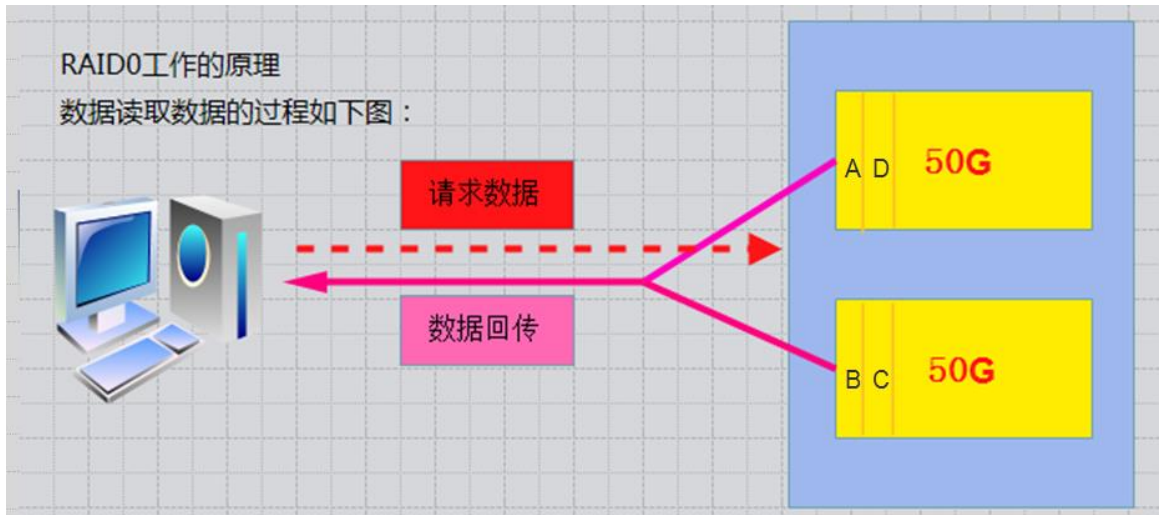 RAID0工作的原理
数据读取数据的过程如下图：
请求数据
数据回传
A D 50G
B C 50G